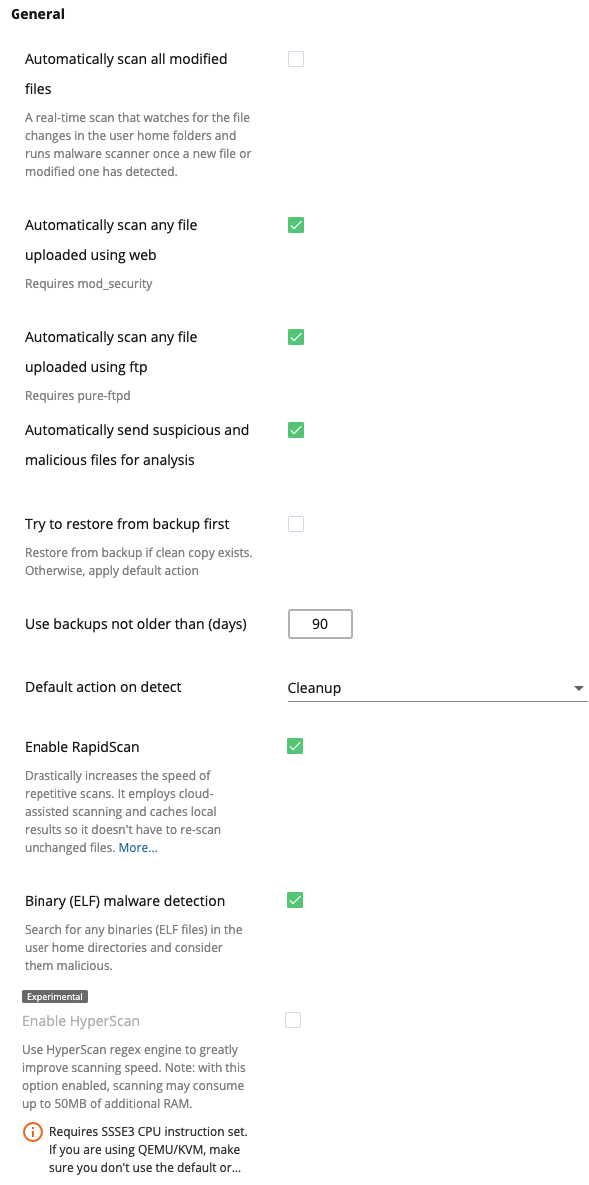 General
Automatically scan all modified
files
A real-time scan that watches for the file
changes in the user home folders and
runs malware scanner once a new file or
modified one has detected.
Automatically scan any file
uploaded using web
Requires mod_security
Automatically scan any file
uploaded using ftp
Requires pure-ftpd
Automatically send suspicious and
malicious files for analysis
Try to restore from backup first
Restore from backup if clean copy exists.
Otherwise, apply default action
Use backups not older than (days)
90
Default action on detect
Cleanup
Enable RapidScan
Drastically increases the speed of
repetitive scans. It employs cloud-
assisted scanning and caches local
results so it doesn't have to re-scan
unchanged files. More...
Binary (ELF) malware detection
Search for any binaries (ELF files) in the
user home directories and consider
them malicious.
Experimental
Enable HyperScan
Use HyperScan regex engine to greatly
improve scanning speed. Note: with this
option enabled, scanning may consume
up to 50MB of additional RAM.
Requires SSSE3 CPU instruction set.
If you are using QEMU/KVM, make
sure you don't use the default or...